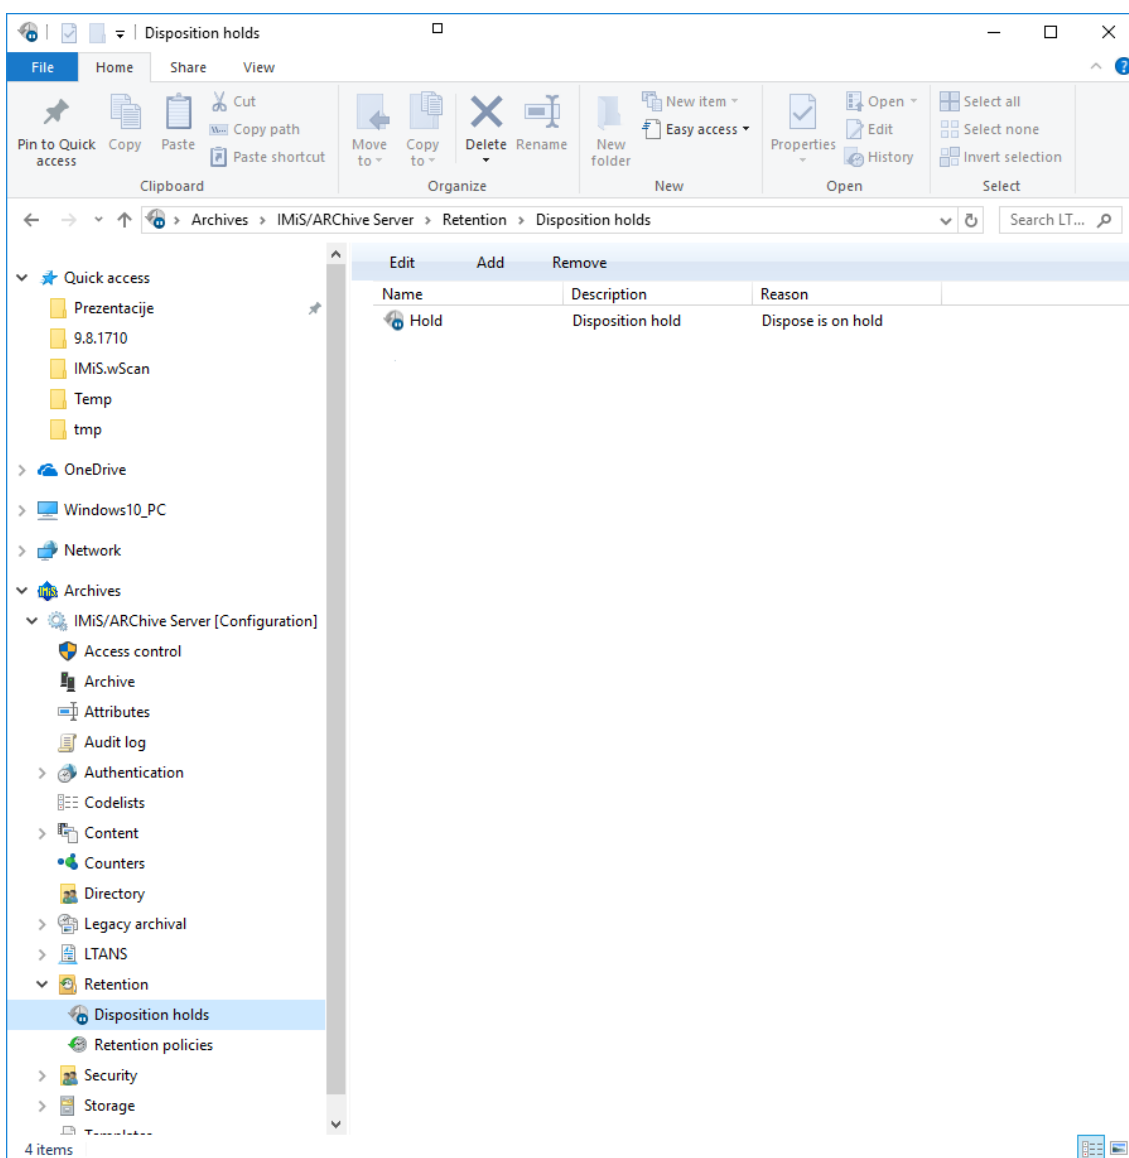 Disposition holds
File Home Share View
Pin to Quick access
Copy
Paste
Cut
Copy path
Paste shortcut
Clipboard
Move to
Copy to
Delete
Rename
Organize
New folder
New item
Easy access
New
Properties
Open
Edit
History
Open
Select all
Select none
Invert selection
Select
Archives > IMiS/ARChive Server > Retention > Disposition holds
Search LT...
Quick access
Prezentacije
9.8.1710
IMiS.wScan
Temp
tmp
OneDrive
Windows10_PC
Network
Archives
IMiS/ARChive Server [Configuration]
Access control
Archive
Attributes
Audit log
Authentication
Codelists
Content
Counters
Directory
Legacy archival
LTANS
Retention
Disposition holds
Retention policies
Security
Storage
Templates
Edit Add Remove
Name Description Reason
Hold Disposition hold Dispose is on hold
4 items